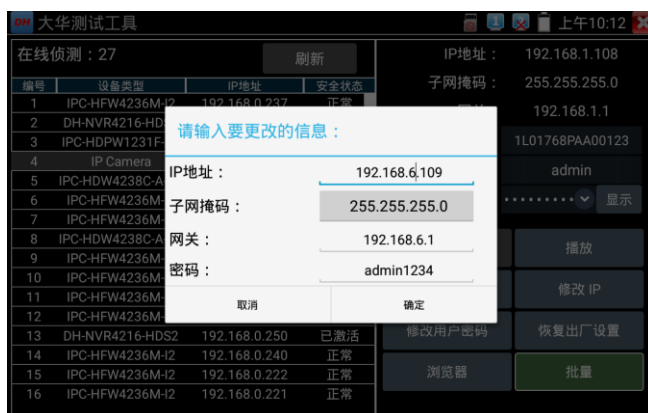 DH 大华测试工具
1
上午10:12
在线侦测：27
刷新
编号 设备类型 IP地址 安全状态
1 IPC-HFW4236M-I2 192.168.0.237 正常
2 DH-NVR4216-HD
3 IPC-HDPW1231F-
4 IP Camera
5 IPC-HDW4238C-A
6 IPC-HFW4236M-
7 IPC-HFW4236M-
8 IPC-HDW4238C-A
9 IPC-HFW4236M-
10 IPC-HFW4236M-
11 IPC-HFW4236M-
12 IPC-HFW4236M-
13 DH-NVR4216-HDS2 192.168.0.250 已激活
14 IPC-HFW4236M-I2 192.168.0.240 正常
15 IPC-HFW4236M-I2 192.168.0.222 正常
16 IPC-HFW4236M-I2 192.168.0.221 正常
请输入要更改的信息：
IP地址： 192.168.6.109
子网掩码： 255.255.255.0
网关： 192.168.6.1
密码： admin1234
取消 确定
IP地址： 192.168.1.108
子网掩码： 255.255.255.0
192.168.1.1
1L01768PAA00123
admin
••••••••• 显示
播放
修改 IP
修改用户密码 恢复出厂设置
浏览器 批量